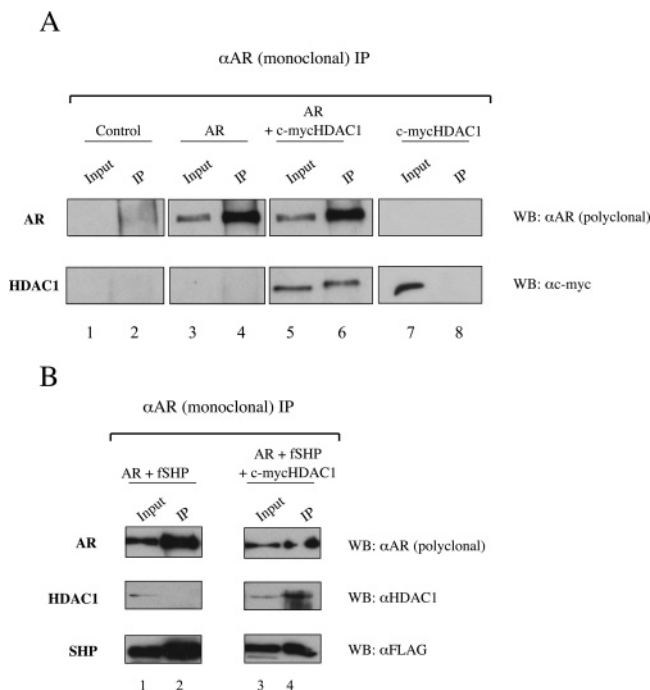 A
αAR (monoclonal) IP
Control
AR
AR + c-mycHDAC1
c-mycHDAC1
Input IP Input IP Input IP Input IP
AR
WB: αAR (polyclonal)
HDAC1
WB: αc-myc
1 2 3 4 5 6 7 8
B
αAR (monoclonal) IP
AR + fSHP
AR + fSHP + c-mycHDAC1
Input IP Input IP
AR
WB: αAR (polyclonal)
HDAC1
WB: αHDAC1
SHP
WB: αFLAG
1 2 3 4